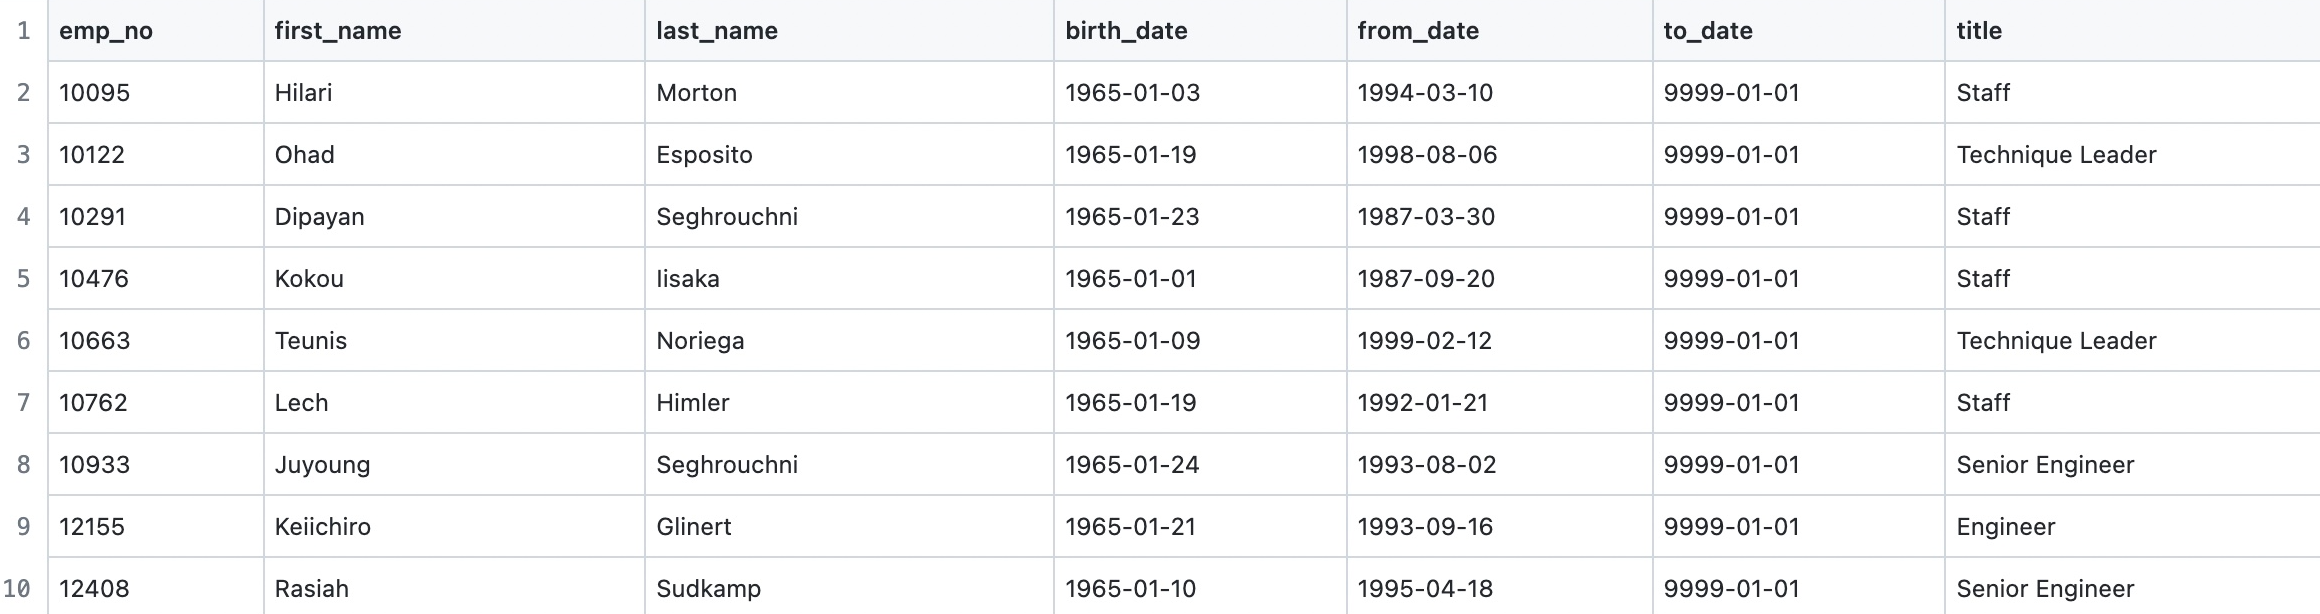 1 emp_no first_name last_name birth_date from_date to_date title
2 10095 Hilari Morton 1965-01-03 1994-03-10 9999-01-01 Staff
3 10122 Ohad Esposito 1965-01-19 1998-08-06 9999-01-01 Technique Leader
4 10291 Dipayan Seghrouchni 1965-01-23 1987-03-30 9999-01-01 Staff
5 10476 Kokou Iisaka 1965-01-01 1987-09-20 9999-01-01 Staff
6 10663 Teunis Noriega 1965-01-09 1999-02-12 9999-01-01 Technique Leader
7 10762 Lech Himler 1965-01-19 1992-01-21 9999-01-01 Staff
8 10933 Juyoung Seghrouchni 1965-01-24 1993-08-02 9999-01-01 Senior Engineer
9 12155 Keiichiro Glinert 1965-01-21 1993-09-16 9999-01-01 Engineer
10 12408 Rasiah Sudkamp 1965-01-10 1995-04-18 9999-01-01 Senior Engineer